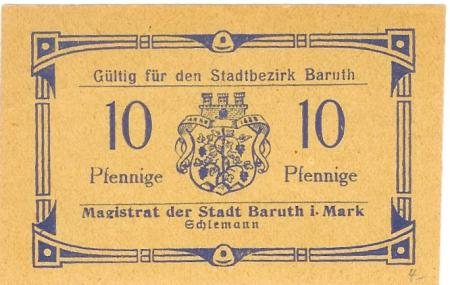 Gültig für den Stadtbezirk Baruth
10 10
Pfennige Pfennige
Magistrat der Stadt Baruth i. Mark
Schlemann